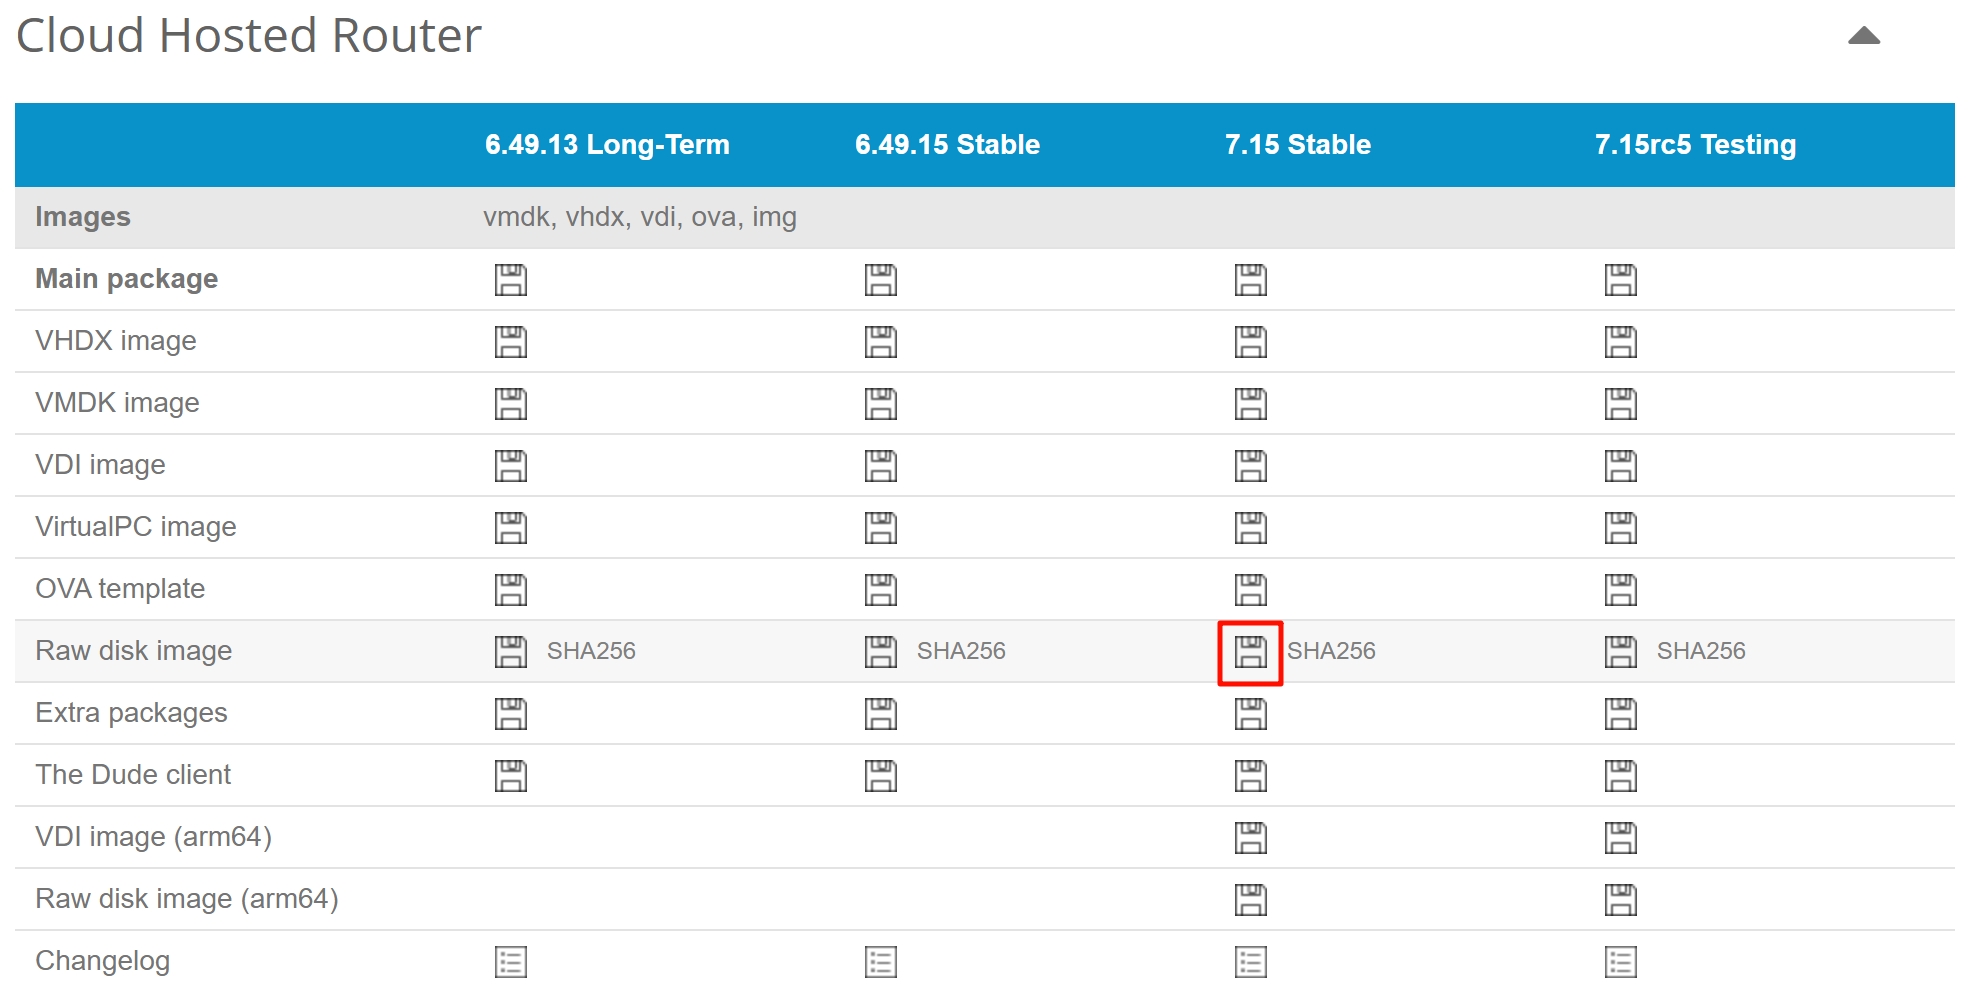 Cloud Hosted Router
6.49.13 Long-Term 6.49.15 Stable 7.15 Stable 7.15rc5 Testing
Images vmdk, vhdx, vdi, ova, img
Main package
VHDX image
VMDK image
VDI image
VirtualPC image
OVA template
Raw disk image SHA256 SHA256 SHA256 SHA256
Extra packages
The Dude client
VDI image (arm64)
Raw disk image (arm64)
Changelog